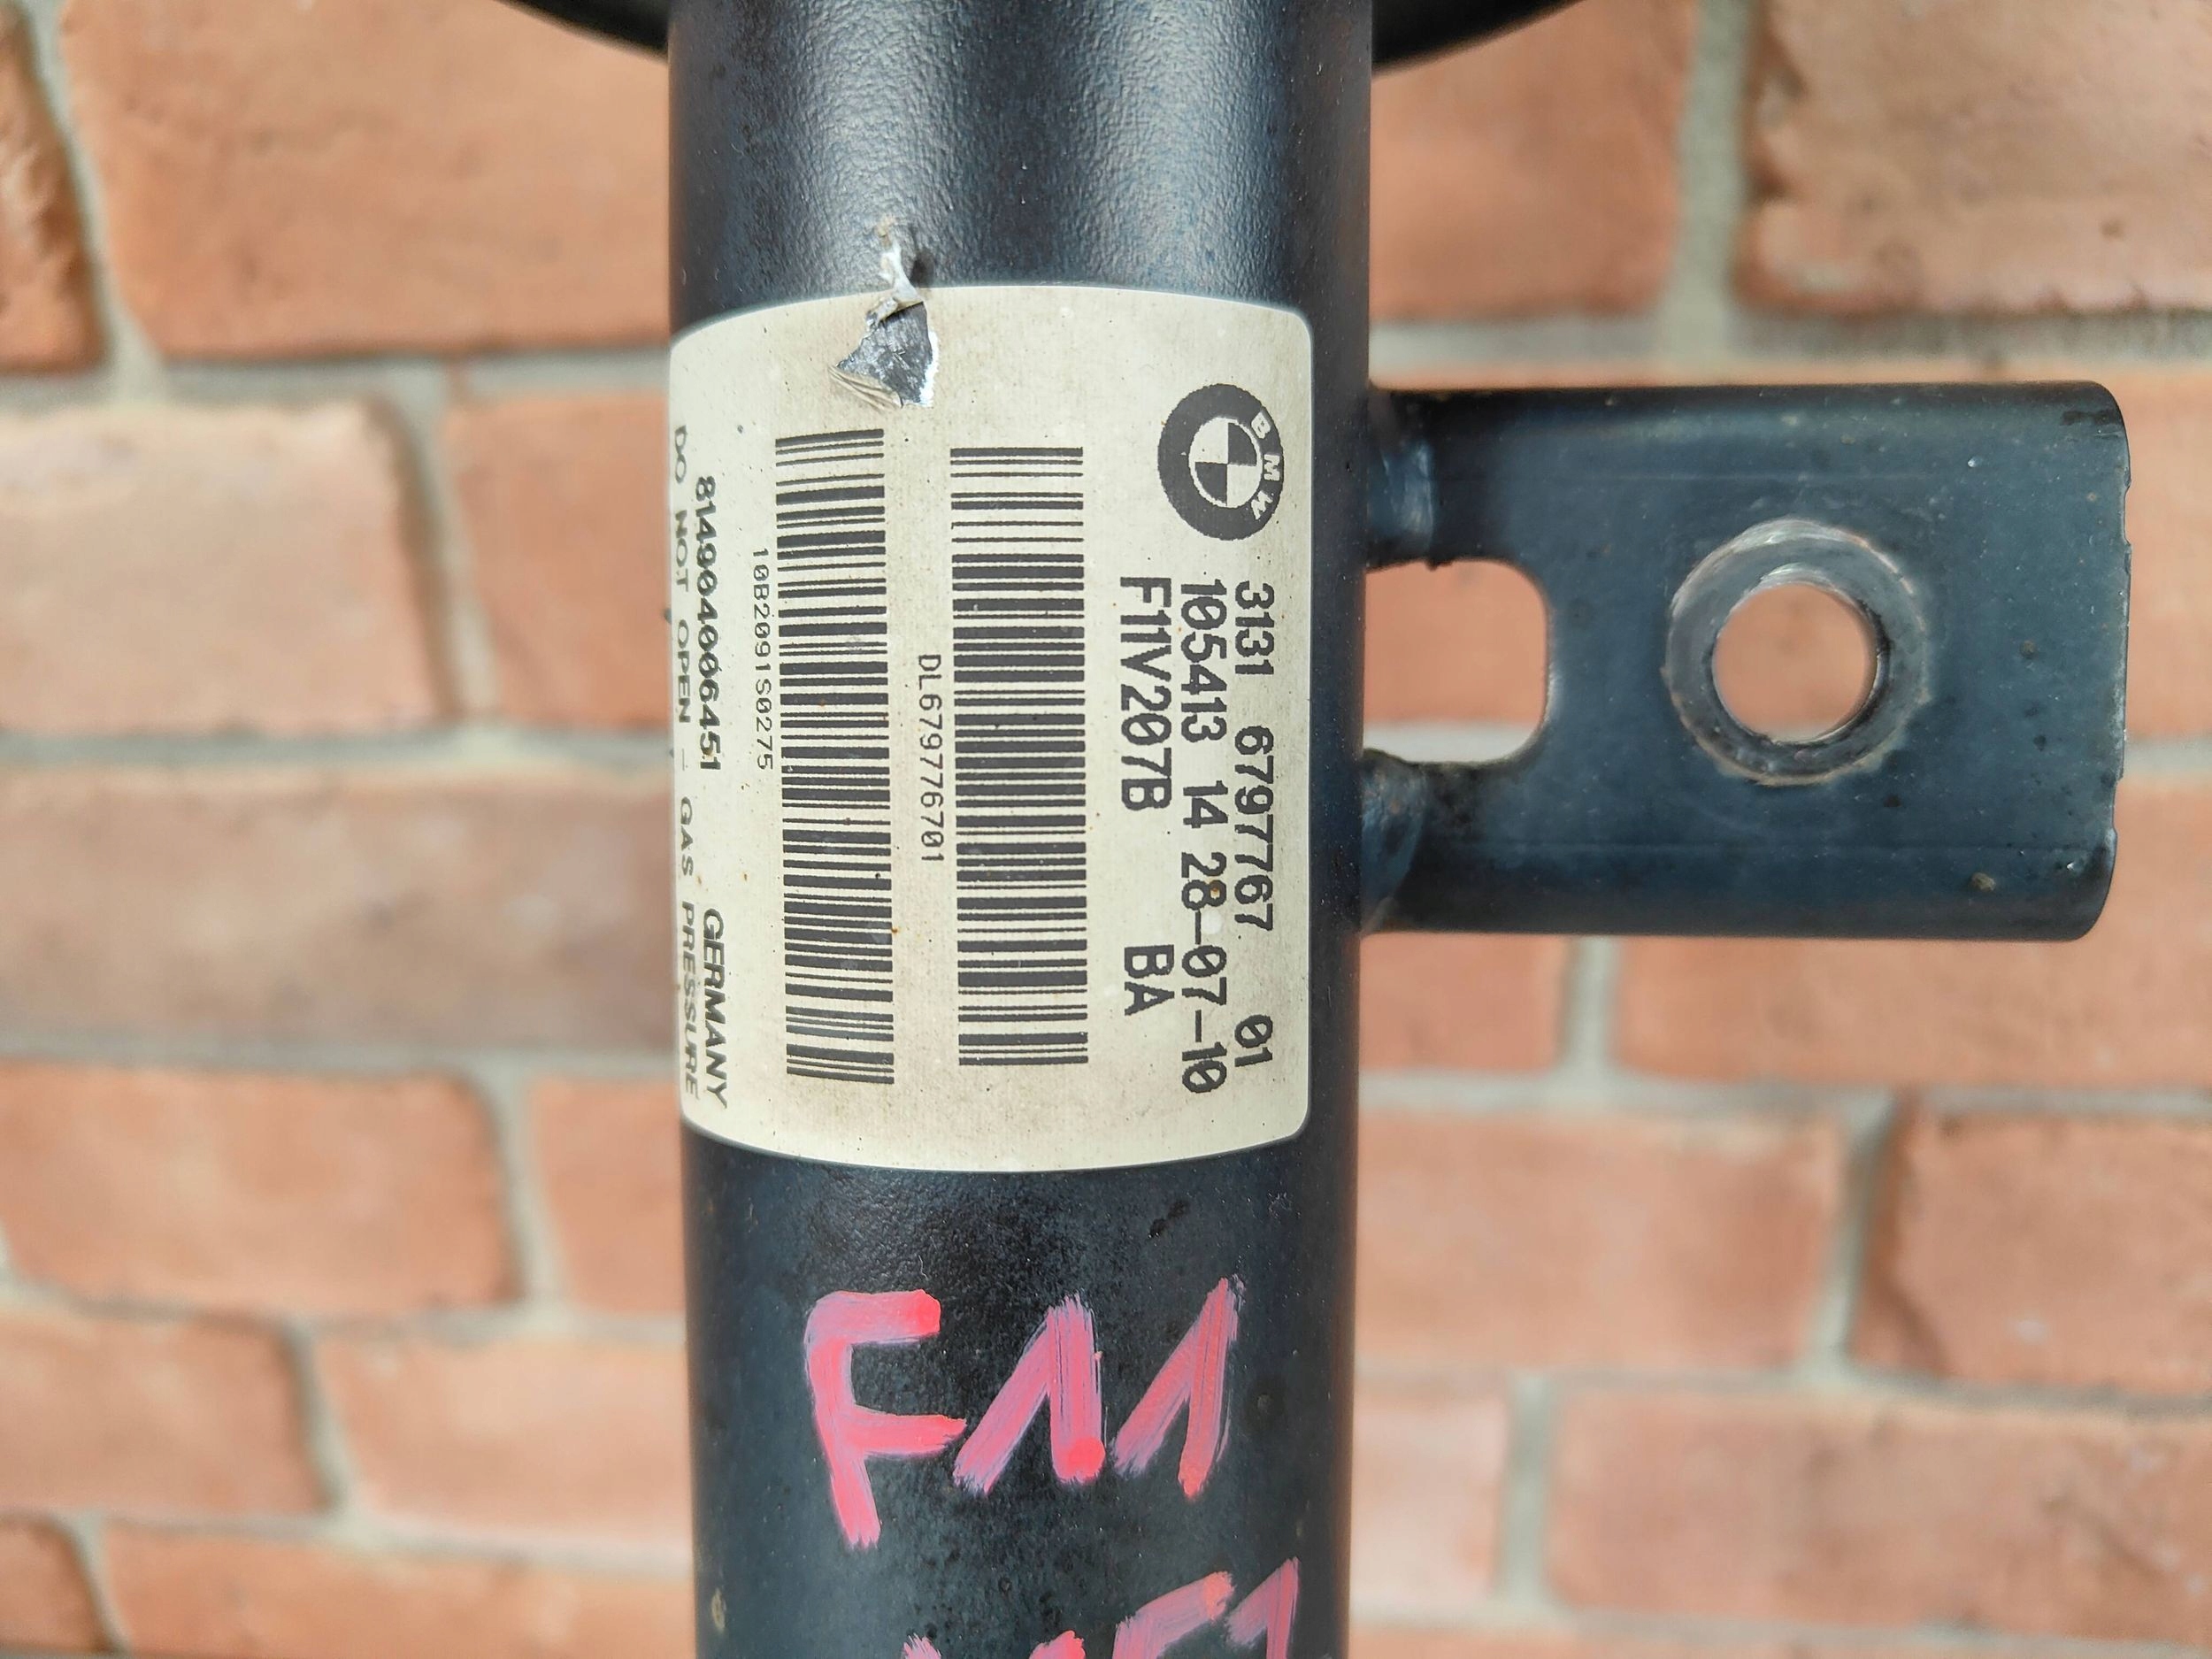 BMW
3131 6797767 01
105413 14 28-07-10
F11V207B BA
DL679776701
10B2091S0275
814904006451 GERMANY
DO NOT OPEN - GAS PRESSURE
F11